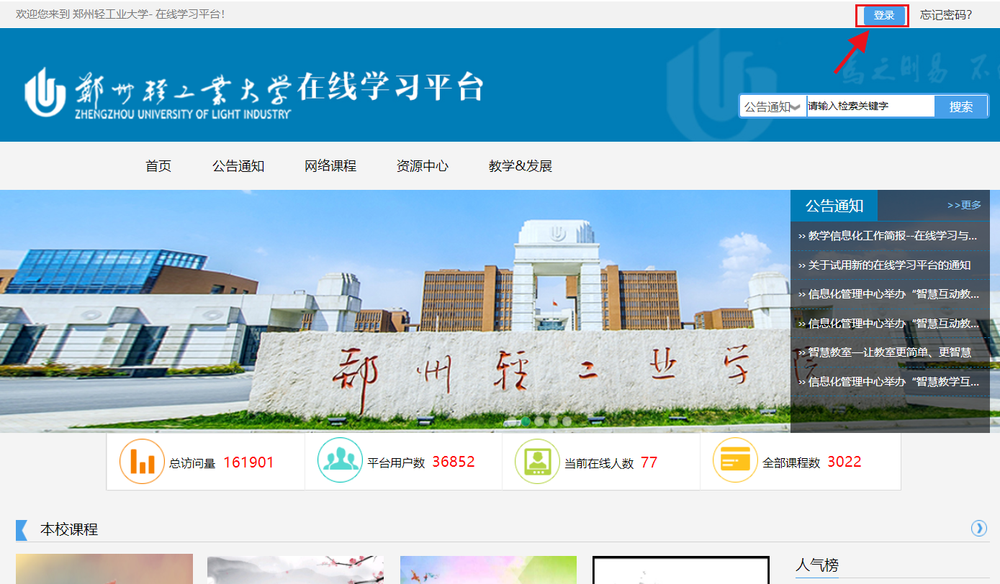 欢迎您来到 郑州轻工业大学- 在线学习平台!
登录
忘记密码?
郑州轻工业大学在线学习平台
ZHENGZHOU UNIVERSITY OF LIGHT INDUSTRY
为之则易 不
公告通知
请输入检索关键字
搜索
首页
公告通知
网络课程
资源中心
教学&发展
公告通知
>>更多
›› 教学信息化工作简报--在线学习与...
›› 关于试用新的在线学习平台的通知
›› 信息化管理中心举办“智慧互动教...
›› 信息化管理中心举办“智慧互动教...
›› 智慧教室—让教室更简单、更智慧
›› 信息化管理中心举办“智慧教学互...
郑州轻工业学院
总访问量 161901
平台用户数 36852
当前在线人数 77
全部课程数 3022
本校课程
人气榜